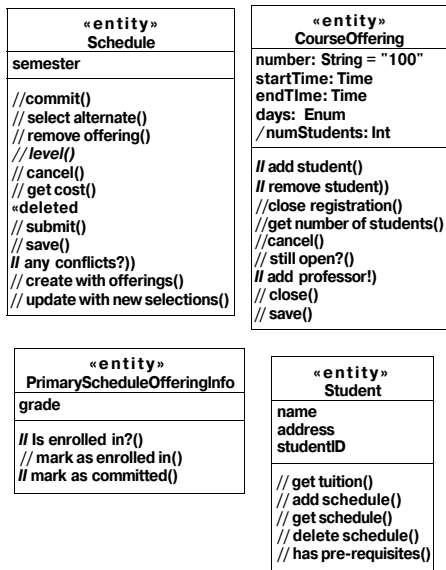 «entity»
Schedule
semester
//commit()
// select alternate()
// remove offering()
// level()
// cancel()
// get cost()
«deleted
// submit()
// save()
// any conflicts?))
// create with offerings()
// update with new selections()
«entity»
CourseOffering
number: String = "100"
startTime: Time
endTIme: Time
days: Enum
/numStudents: Int
// add student()
// remove student))
//close registration()
//get number of students()
//cancel()
// still open?()
// add professor!)
// close()
// save()
«entity»
PrimaryScheduleOfferingInfo
grade
// Is enrolled in?()
// mark as enrolled in()
// mark as committed()
«entity»
Student
name
address
studentID
// get tuition()
// add schedule()
// get schedule()
// delete schedule()
// has pre-requisites()